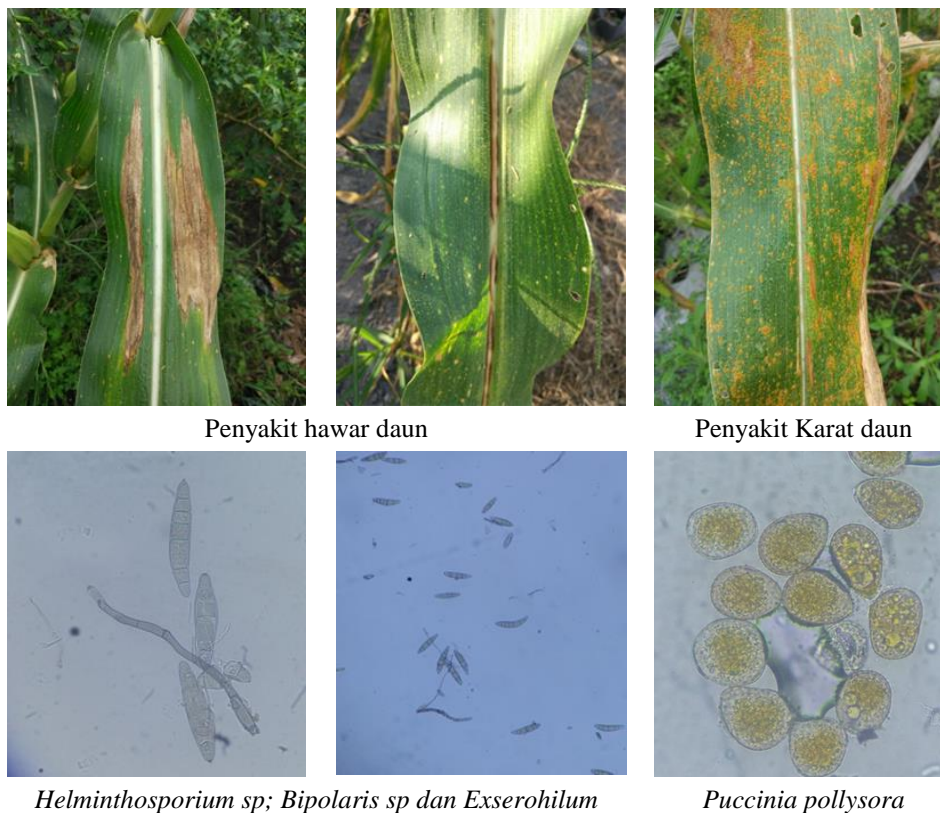 Penyakit hawar daun
Penyakit Karat daun
Helminthosporium sp; Bipolaris sp dan Exserohilum
Puccinia pollysora